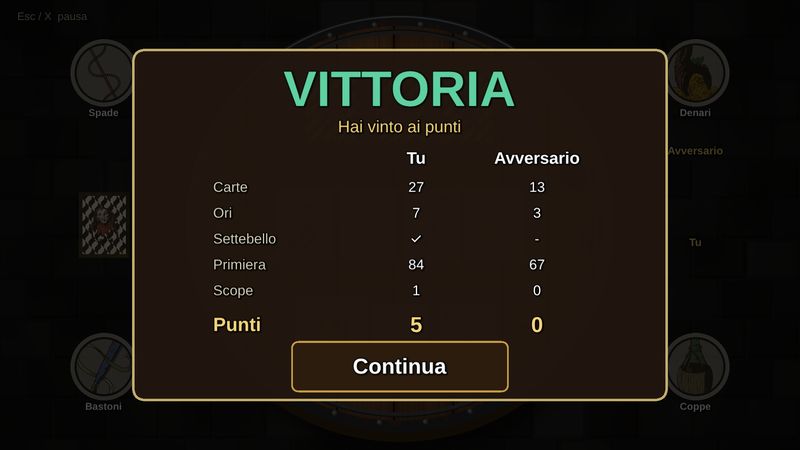 Esc / X pausa
VITTORIA
Hai vinto ai punti
Spade
Denari
Tu Avversario
Avversario
Carte 27 13
Ori 7 3
Settebello ✓ -
Tu
Primiera 84 67
Scope 1 0
Punti 5 0
Continua
Bastoni
Coppe